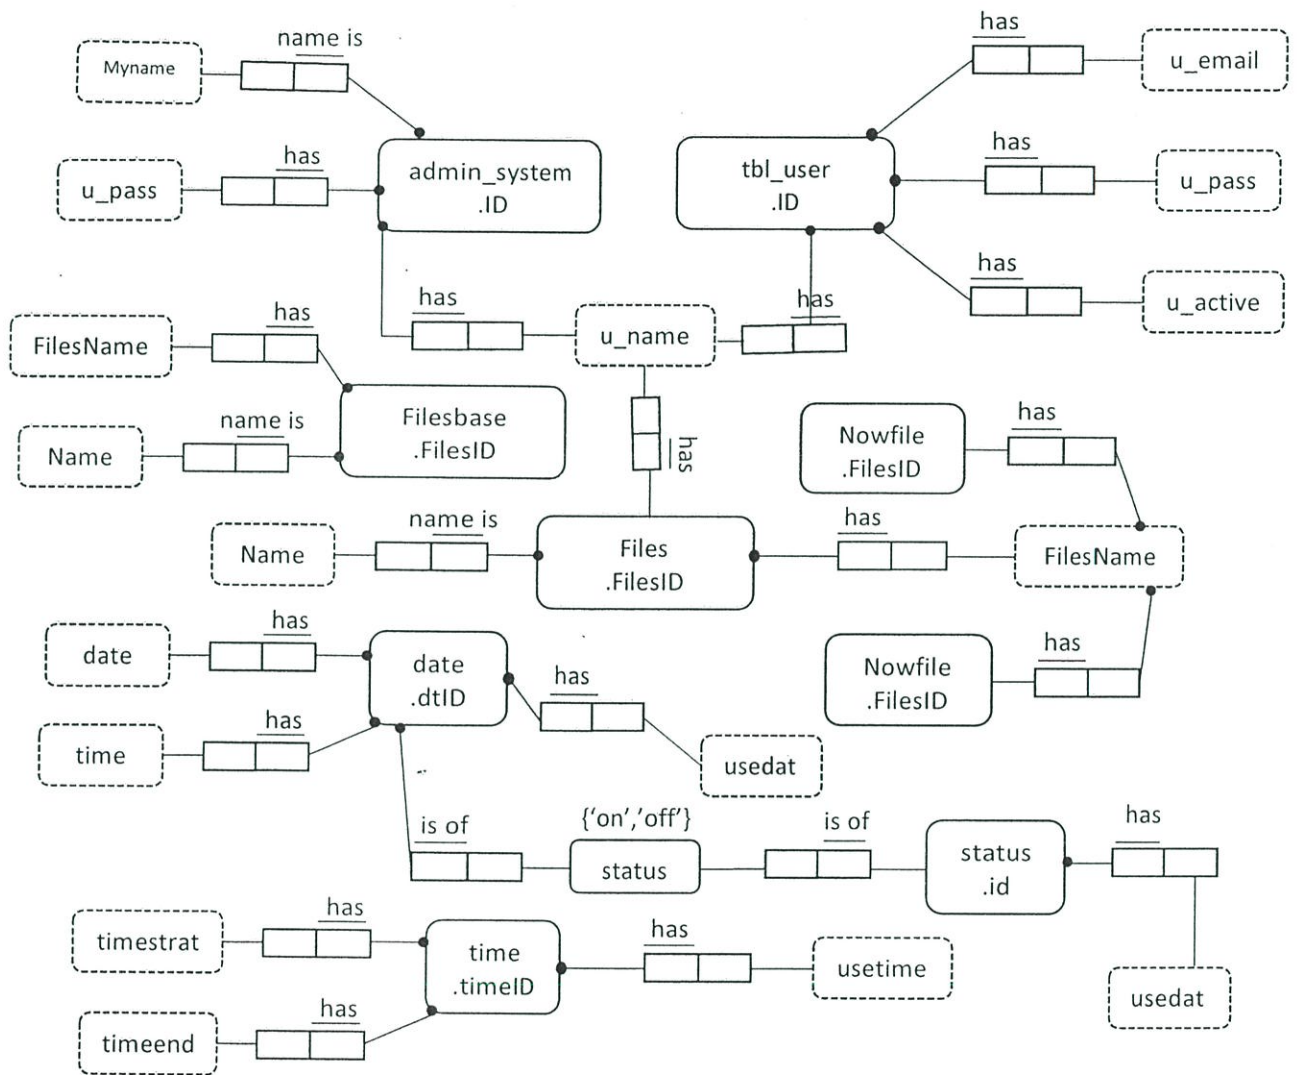 name is
has
Myname
u_email
has
has
admin_system
.ID
tbl_user
.ID
u_pass
u_pass
has
has
has
has
u_active
FilesName
u_name
name is
Filesbase
.FilesID
has
Nowfile
.FilesID
has
Name
name is
has
Name
Files
.FilesID
FilesName
has
date
date
.dtID
has
has
Nowfile
.FilesID
has
time
usedat
{'on','off'}
is of
is of
has
status
status
.id
has
timestrat
time
.timeID
has
usetime
has
usedat
timeend